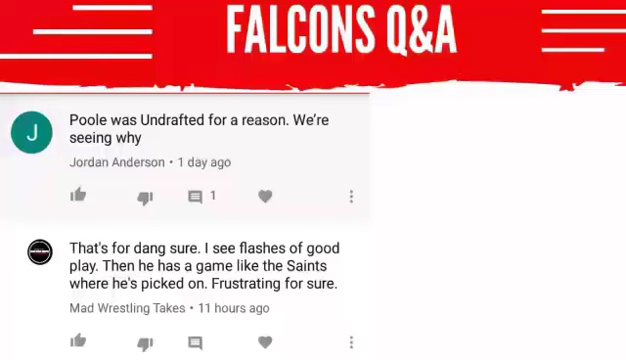 FALCONS Q&A
J
Poole was Undrafted for a reason. We're
seeing why
Jordan Anderson • 1 day ago
1
That's for dang sure. I see flashes of good
play. Then he has a game like the Saints
where he's picked on. Frustrating for sure.
Mad Wrestling Takes • 11 hours ago